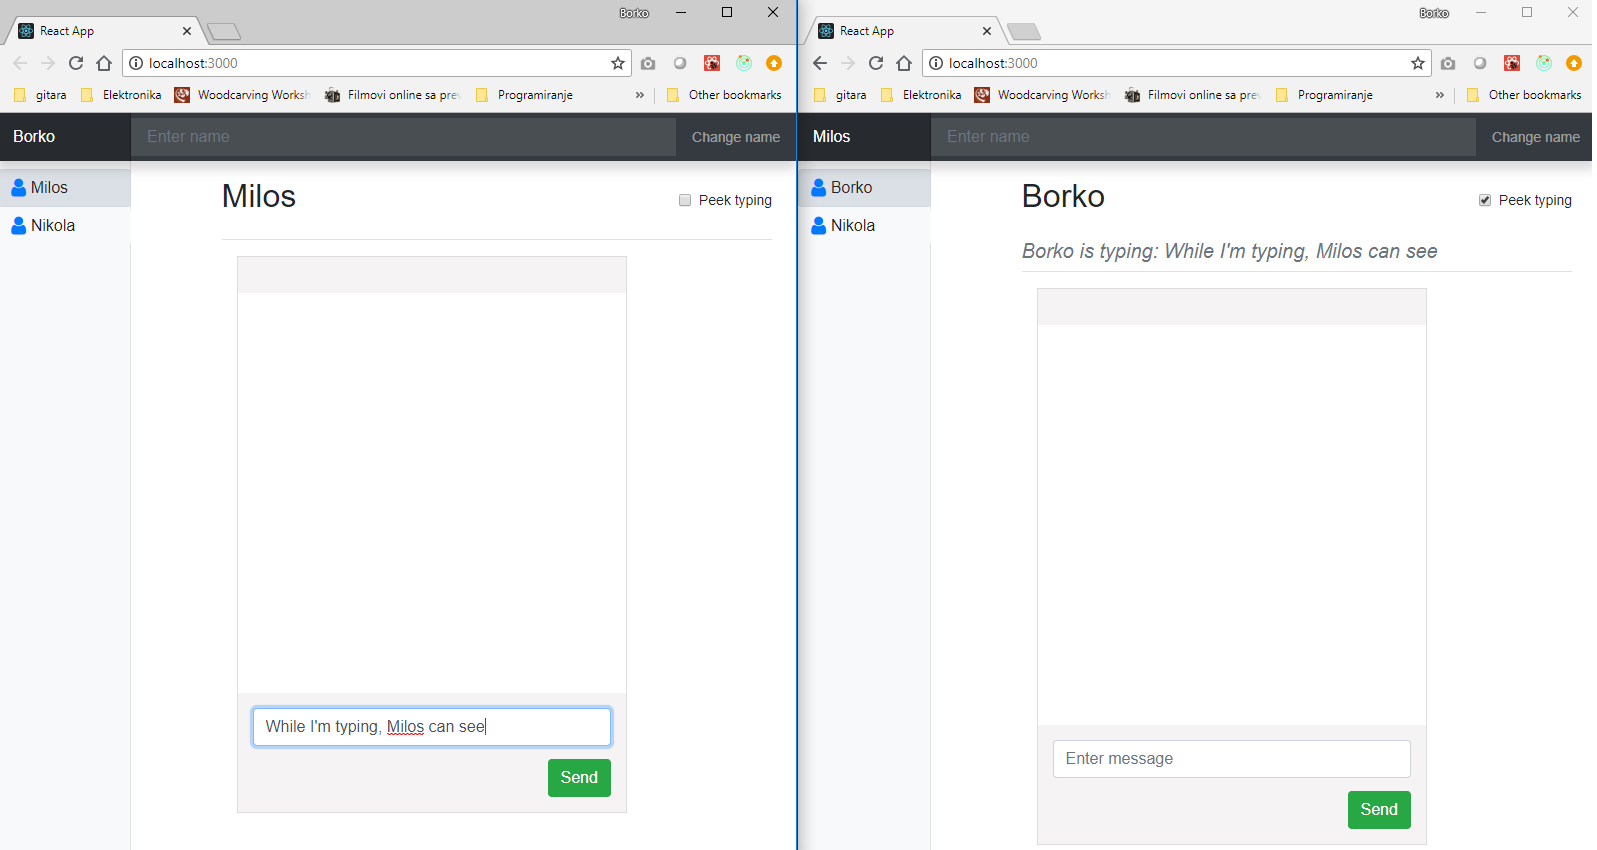 Borko
React App
localhost:3000
gitara Elektronika Woodcarving Worksh Filmovi online sa pre Programiranje » Other bookmarks
Borko Enter name Change name
Milos
Nikola
Milos
Peek typing
While I'm typing, Milos can see
Send
Borko
React App
localhost:3000
gitara Elektronika Woodcarving Worksh Filmovi online sa pre Programiranje » Other bookmarks
Milos Enter name Change name
Borko
Nikola
Borko
Peek typing
Borko is typing: While I'm typing, Milos can see
Enter message
Send